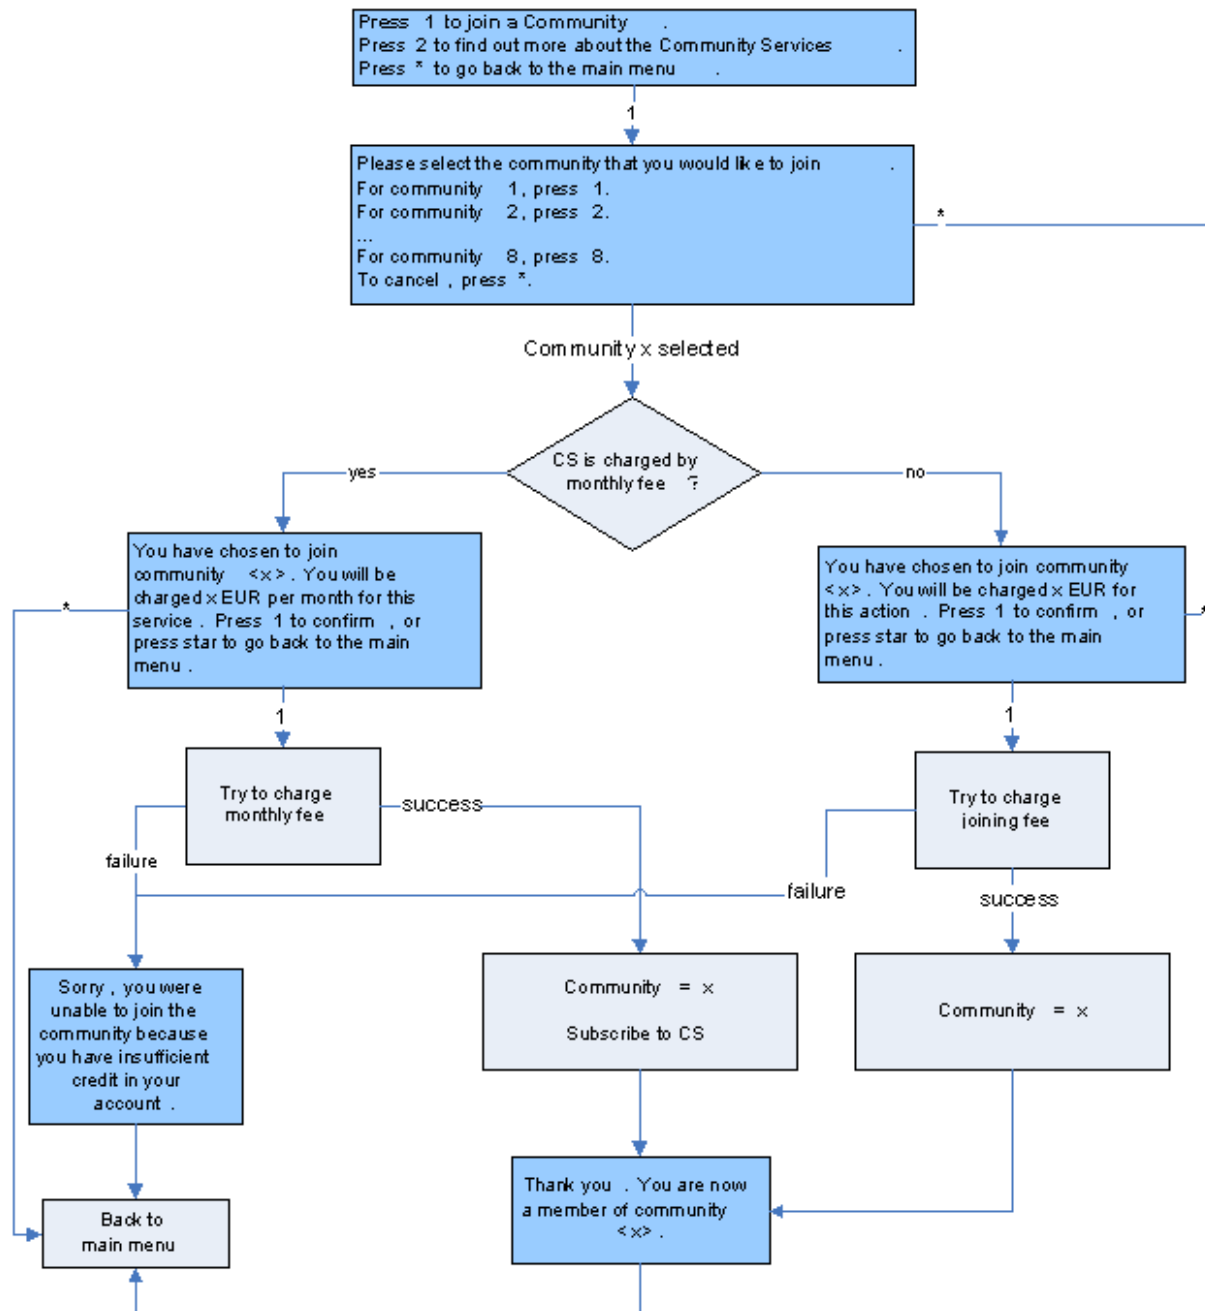 Press 1 to join a Community .
Press 2 to find out more about the Community Services .
Press * to go back to the main menu .
1
Please select the community that you would like to join .
For community 1, press 1.
For community 2, press 2.
...
For community 8, press 8.
To cancel , press *.
*
Community x selected
CS is charged by
monthly fee ?
yes
no
You have chosen to join
community <x> . You will be
charged x EUR per month for this
service . Press 1 to confirm , or
press star to go back to the main
menu .
*
You have chosen to join community
<x> . You will be charged x EUR for
this action . Press 1 to confirm , or
press star to go back to the main
menu .
*
1
1
Try to charge
monthly fee
success
failure
Try to charge
joining fee
failure
success
Sorry , you were
unable to join the
community because
you have insufficient
credit in your
account .
Community = x
Subscribe to CS
Community = x
Thank you . You are now
a member of community
<x> .
Back to
main menu